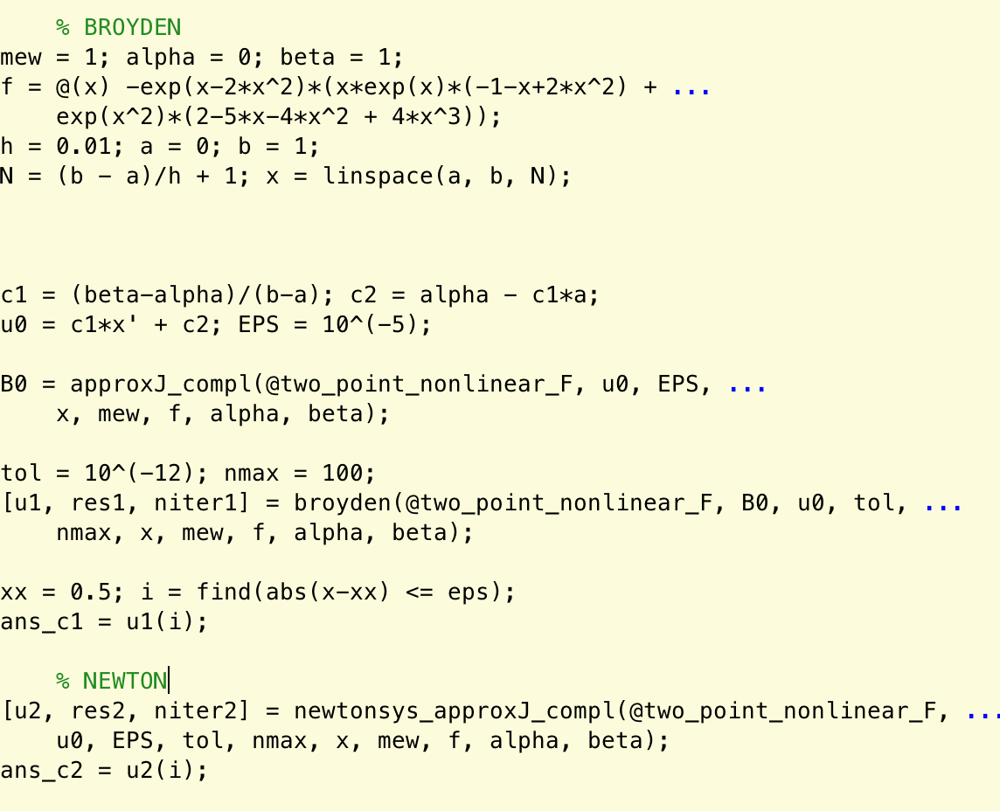 % BROYDEN
mew = 1; alpha = 0; beta = 1;
f = @(x) -exp(x-2*x^2)*(x*exp(x)*(-1-x+2*x^2) + ...
exp(x^2)*(2-5*x-4*x^2 + 4*x^3));
h = 0.01; a = 0; b = 1;
N = (b - a)/h + 1; x = linspace(a, b, N);
c1 = (beta-alpha)/(b-a); c2 = alpha - c1*a;
u0 = c1*x' + c2; EPS = 10^(-5);
B0 = approxJ_compl(@two_point_nonlinear_F, u0, EPS, ...
x, mew, f, alpha, beta);
tol = 10^(-12); nmax = 100;
[u1, res1, niter1] = broyden(@two_point_nonlinear_F, B0, u0, tol, ...
nmax, x, mew, f, alpha, beta);
xx = 0.5; i = find(abs(x-xx) <= eps);
ans_c1 = u1(i);
% NEWTON
[u2, res2, niter2] = newtonsys_approxJ_compl(@two_point_nonlinear_F, ...
u0, EPS, tol, nmax, x, mew, f, alpha, beta);
ans_c2 = u2(i);